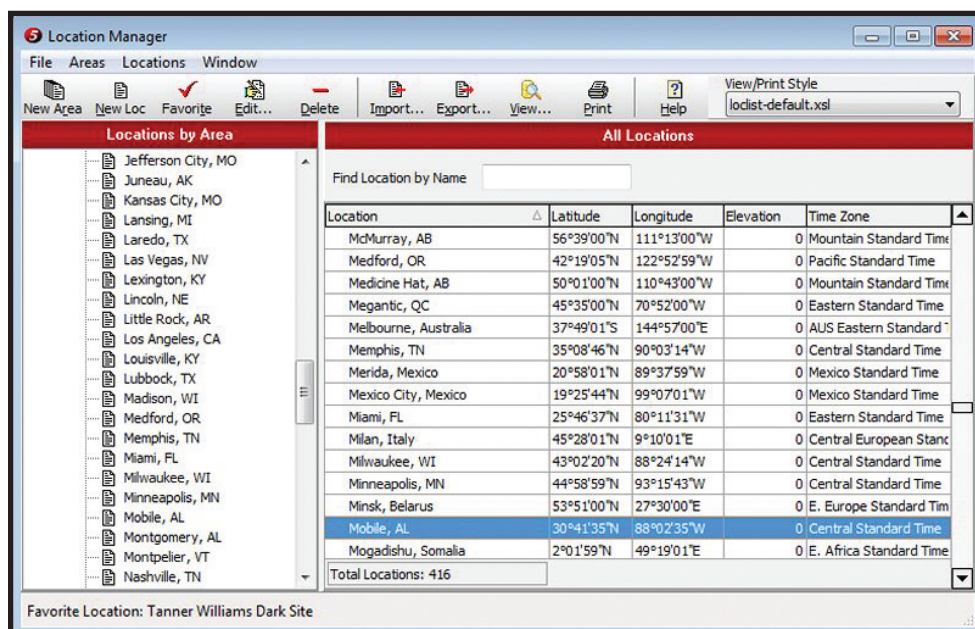 5 Location Manager
File Areas Locations Window
New Area New Loc Favorite Edit... Delete Import... Export... View... Print Help
View/Print Style
loclist-default.xsl
Locations by Area
Jefferson City, MO
Juneau, AK
Kansas City, MO
Lansing, MI
Laredo, TX
Las Vegas, NV
Lexington, KY
Lincoln, NE
Little Rock, AR
Los Angeles, CA
Louisville, KY
Lubbock, TX
Madison, WI
Medford, OR
Memphis, TN
Miami, FL
Milwaukee, WI
Minneapolis, MN
Mobile, AL
Montgomery, AL
Montpelier, VT
Nashville, TN
All Locations
Find Location by Name
Location Latitude Longitude Elevation Time Zone
McMurray, AB 56°39'00"N 111°13'00"W 0 Mountain Standard Time
Medford, OR 42°19'05"N 122°52'59"W 0 Pacific Standard Time
Medicine Hat, AB 50°01'00"N 110°43'00"W 0 Mountain Standard Time
Megantic, QC 45°35'00"N 70°52'00"W 0 Eastern Standard Time
Melbourne, Australia 37°49'01"S 144°57'00"E 0 AUS Eastern Standard
Memphis, TN 35°08'46"N 90°03'14"W 0 Central Standard Time
Merida, Mexico 20°58'01"N 89°37'59"W 0 Mexico Standard Time
Mexico City, Mexico 19°25'44"N 99°07'01"W 0 Mexico Standard Time
Miami, FL 25°46'37"N 80°11'31"W 0 Eastern Standard Time
Milan, Italy 45°28'01"N 9°10'01"E 0 Central European Stanc
Milwaukee, WI 43°02'20"N 88°24'14"W 0 Central Standard Time
Minneapolis, MN 44°58'59"N 93°15'43"W 0 Central Standard Time
Minsk, Belarus 53°51'00"N 27°30'00"E 0 E. Europe Standard Tim
Mobile, AL 30°41'35"N 88°02'35"W 0 Central Standard Time
Mogadishu, Somalia 2°01'59"N 49°19'01"E 0 E. Africa Standard Time
Total Locations: 416
Favorite Location: Tanner Williams Dark Site